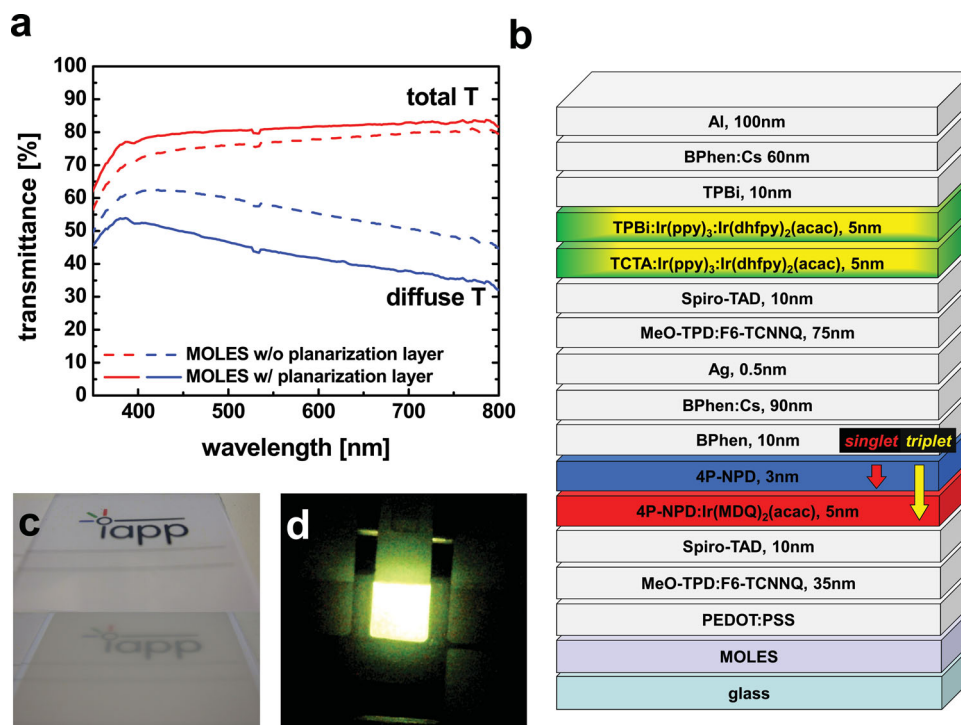 a
100
90
80
70
60
50
40
30
20
10
0
transmittance [%]
total T
diffuse T
MOLES w/o planarization layer
MOLES w/ planarization layer
400 500 600 700 800
wavelength [nm]
b
Al, 100nm
BPhen:Cs 60nm
TPBi, 10nm
TPBi:Ir(ppy)₃:Ir(dhfpy)₂(acac), 5nm
TCTA:Ir(ppy)₃:Ir(dhfpy)₂(acac), 5nm
Spiro-TAD, 10nm
MeO-TPD:F6-TCNNQ, 75nm
Ag, 0.5nm
BPhen:Cs, 90nm
BPhen, 10nm
singlet triplet
4P-NPD, 3nm
4P-NPD:Ir(MDQ)₂(acac), 5nm
Spiro-TAD, 10nm
MeO-TPD:F6-TCNNQ, 35nm
PEDOT:PSS
MOLES
glass
c
iapp
iapp
d